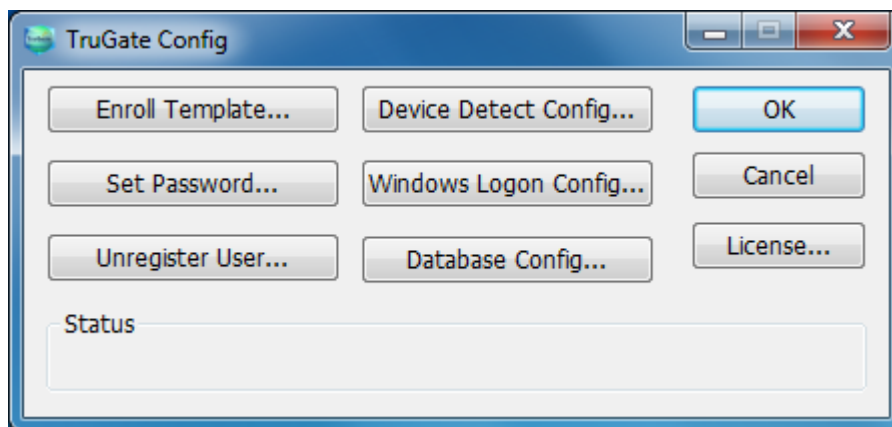 TruGate Config
Enroll Template...
Device Detect Config...
OK
Set Password...
Windows Logon Config...
Cancel
Unregister User...
Database Config...
License...
Status